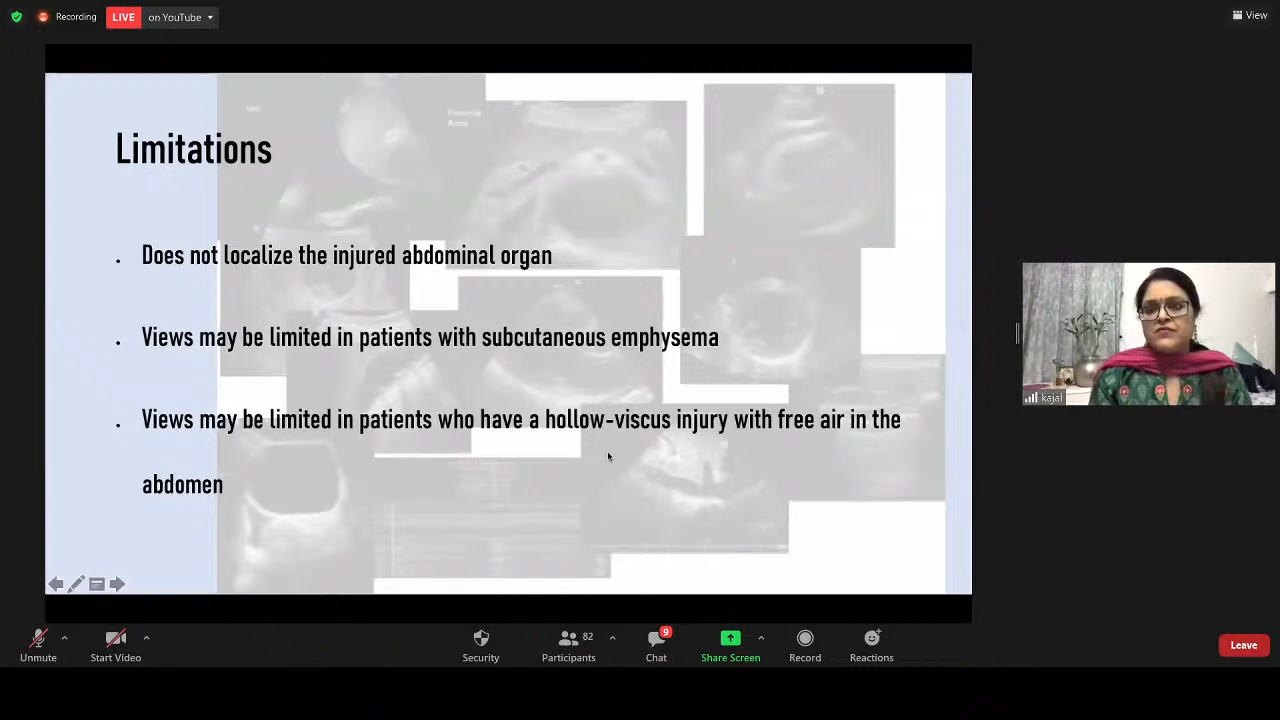 Recording
LIVE on YouTube
View
Limitations
. Does not localize the injured abdominal organ
. Views may be limited in patients with subcutaneous emphysema
. Views may be limited in patients who have a hollow-viscus injury with free air in the
abdomen
kajal
82
9
Unmute
Start Video
Security
Participants
Chat
Share Screen
Record
Reactions
Leave